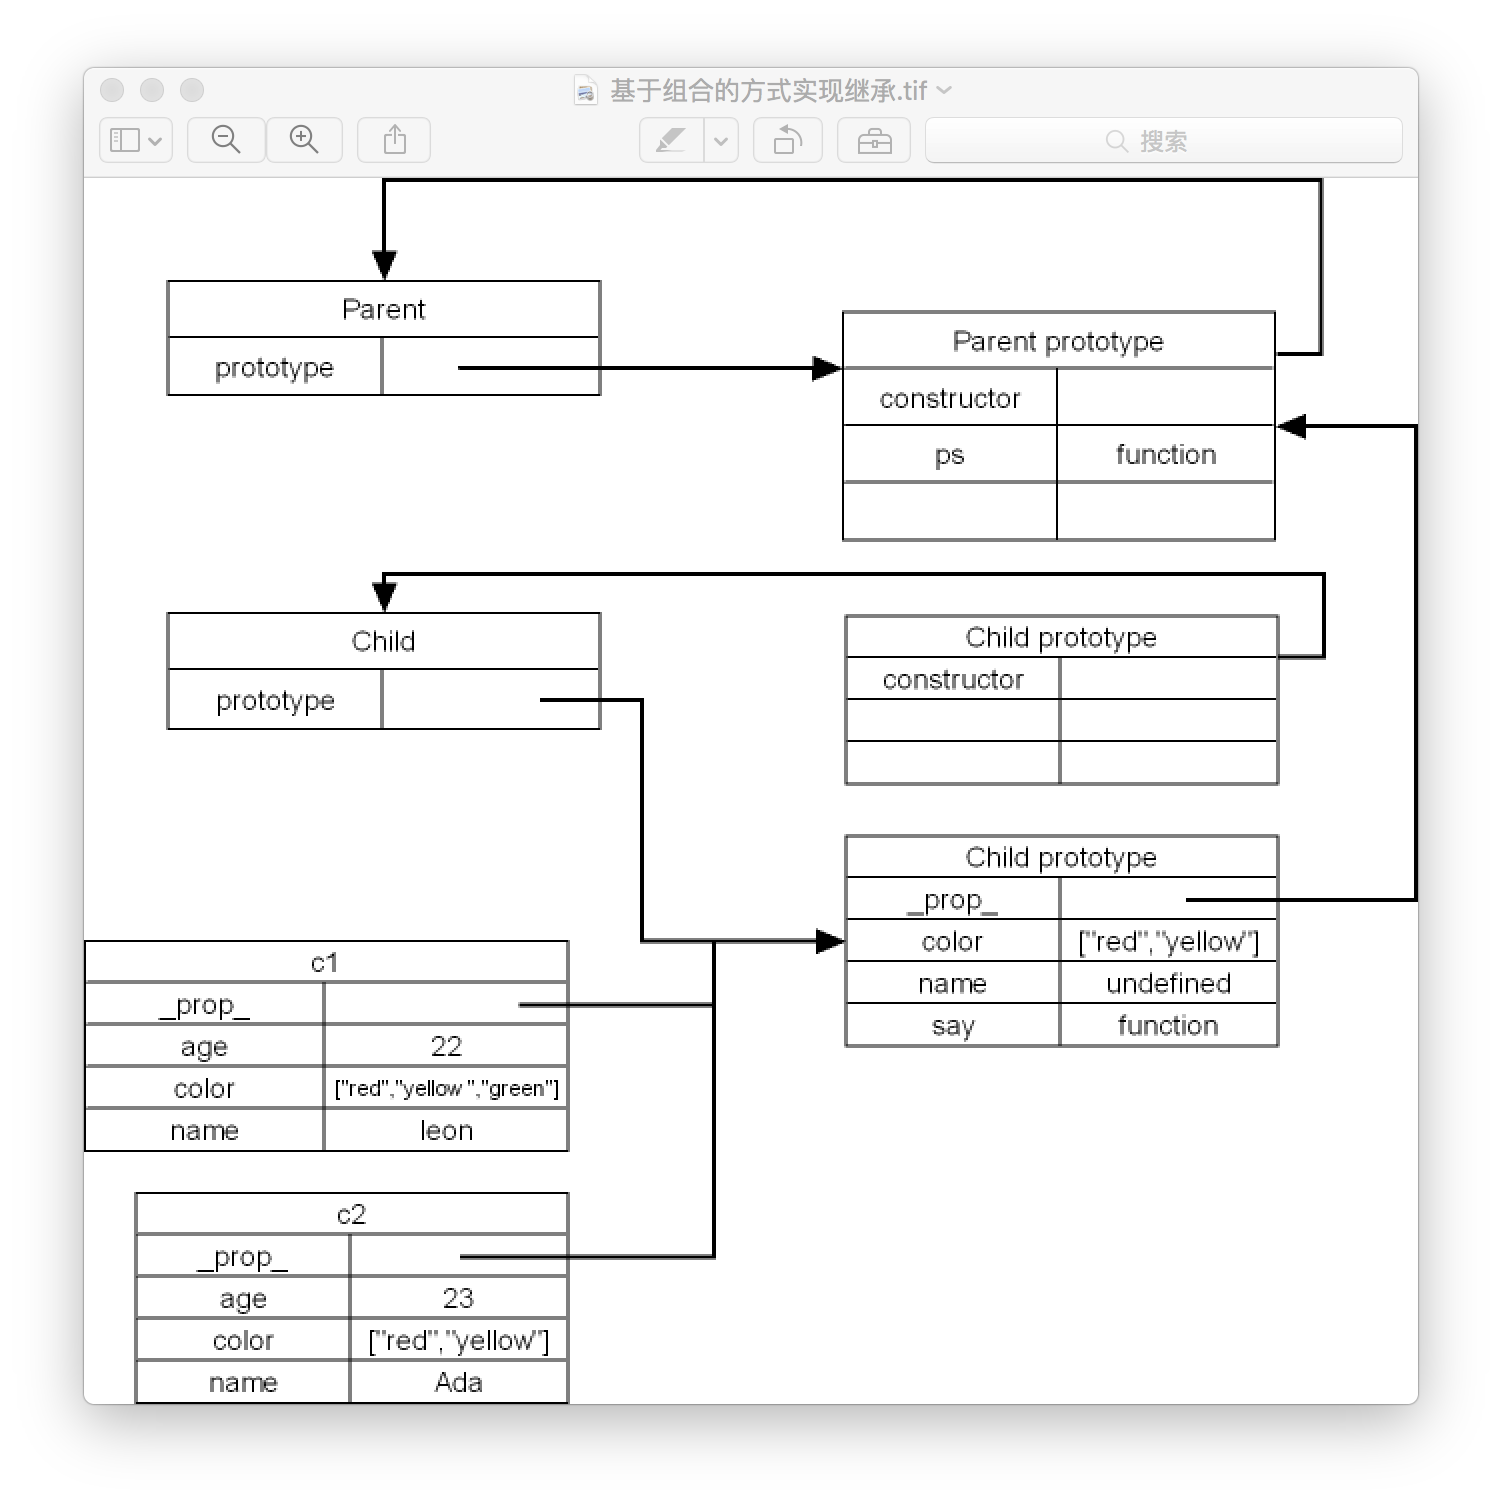 基于组合的方式实现继承.tif
搜索
Parent
prototype
Parent prototype
constructor
ps function
Child
prototype
Child prototype
constructor
Child prototype
_prop_
color ["red","yellow"]
name undefined
say function
c1
_prop_
age 22
color ["red","yellow ","green"]
name leon
c2
_prop_
age 23
color ["red","yellow"]
name Ada